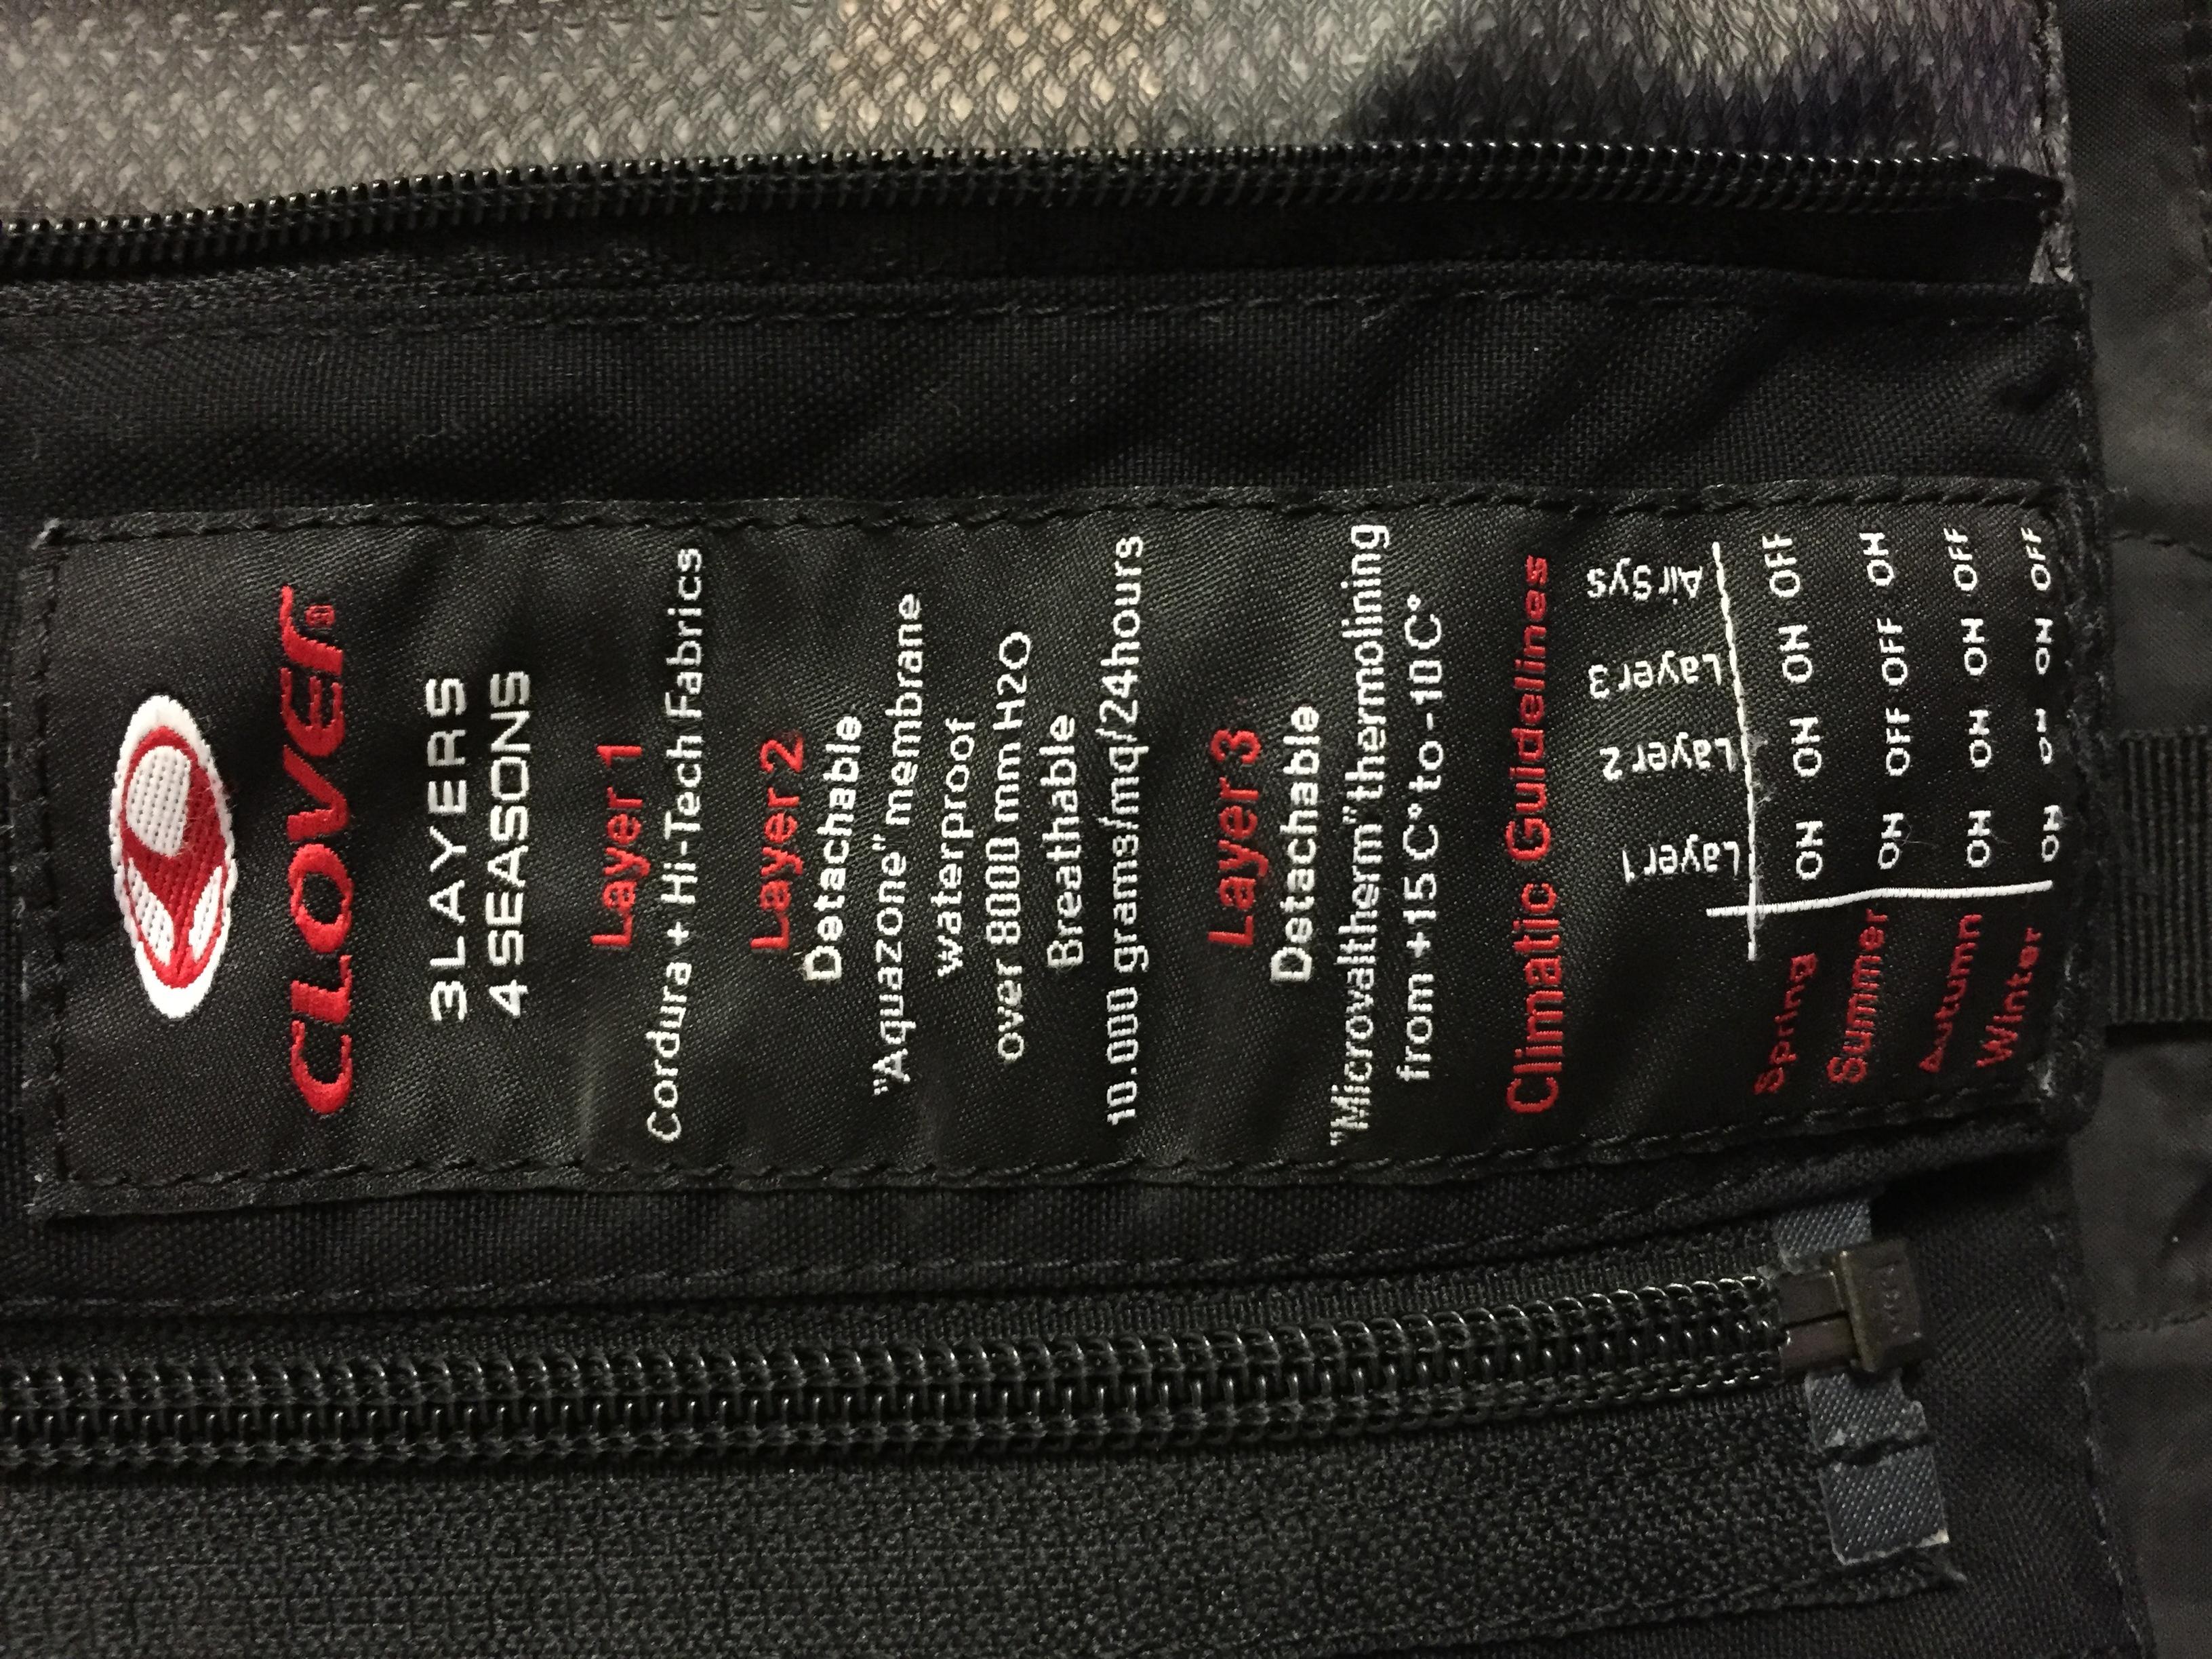 CLOVER®
3 LAYERS
4 SEASONS
Layer 1
Cordura + Hi-Tech Fabrics
Layer 2
Detachable
"Aquazone" membrane
waterproof
over 8000 mm H2O
Breathable
10.000 grams/mq/24hours
Layer 3
Detachable
"Microvaltherm" thermolining
from +15 C° to -10 C°
Climatic Guidelines
Layer 1 Layer 2 Layer 3 AirSys
Spring ON ON ON OFF
Summer ON OFF OFF ON
Autumn ON ON ON OFF
Winter ON ON ON OFF